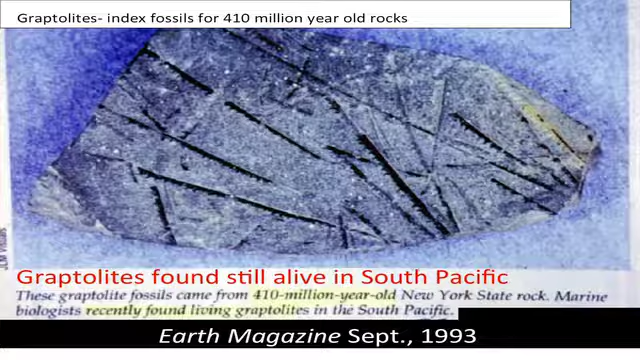 Graptolites- index fossils for 410 million year old rocks
JLM Visuals
Graptolites found still alive in South Pacific
These graptolite fossils came from 410-million-year-old New York State rock. Marine
biologists recently found living graptolites in the South Pacific.
Earth Magazine Sept., 1993